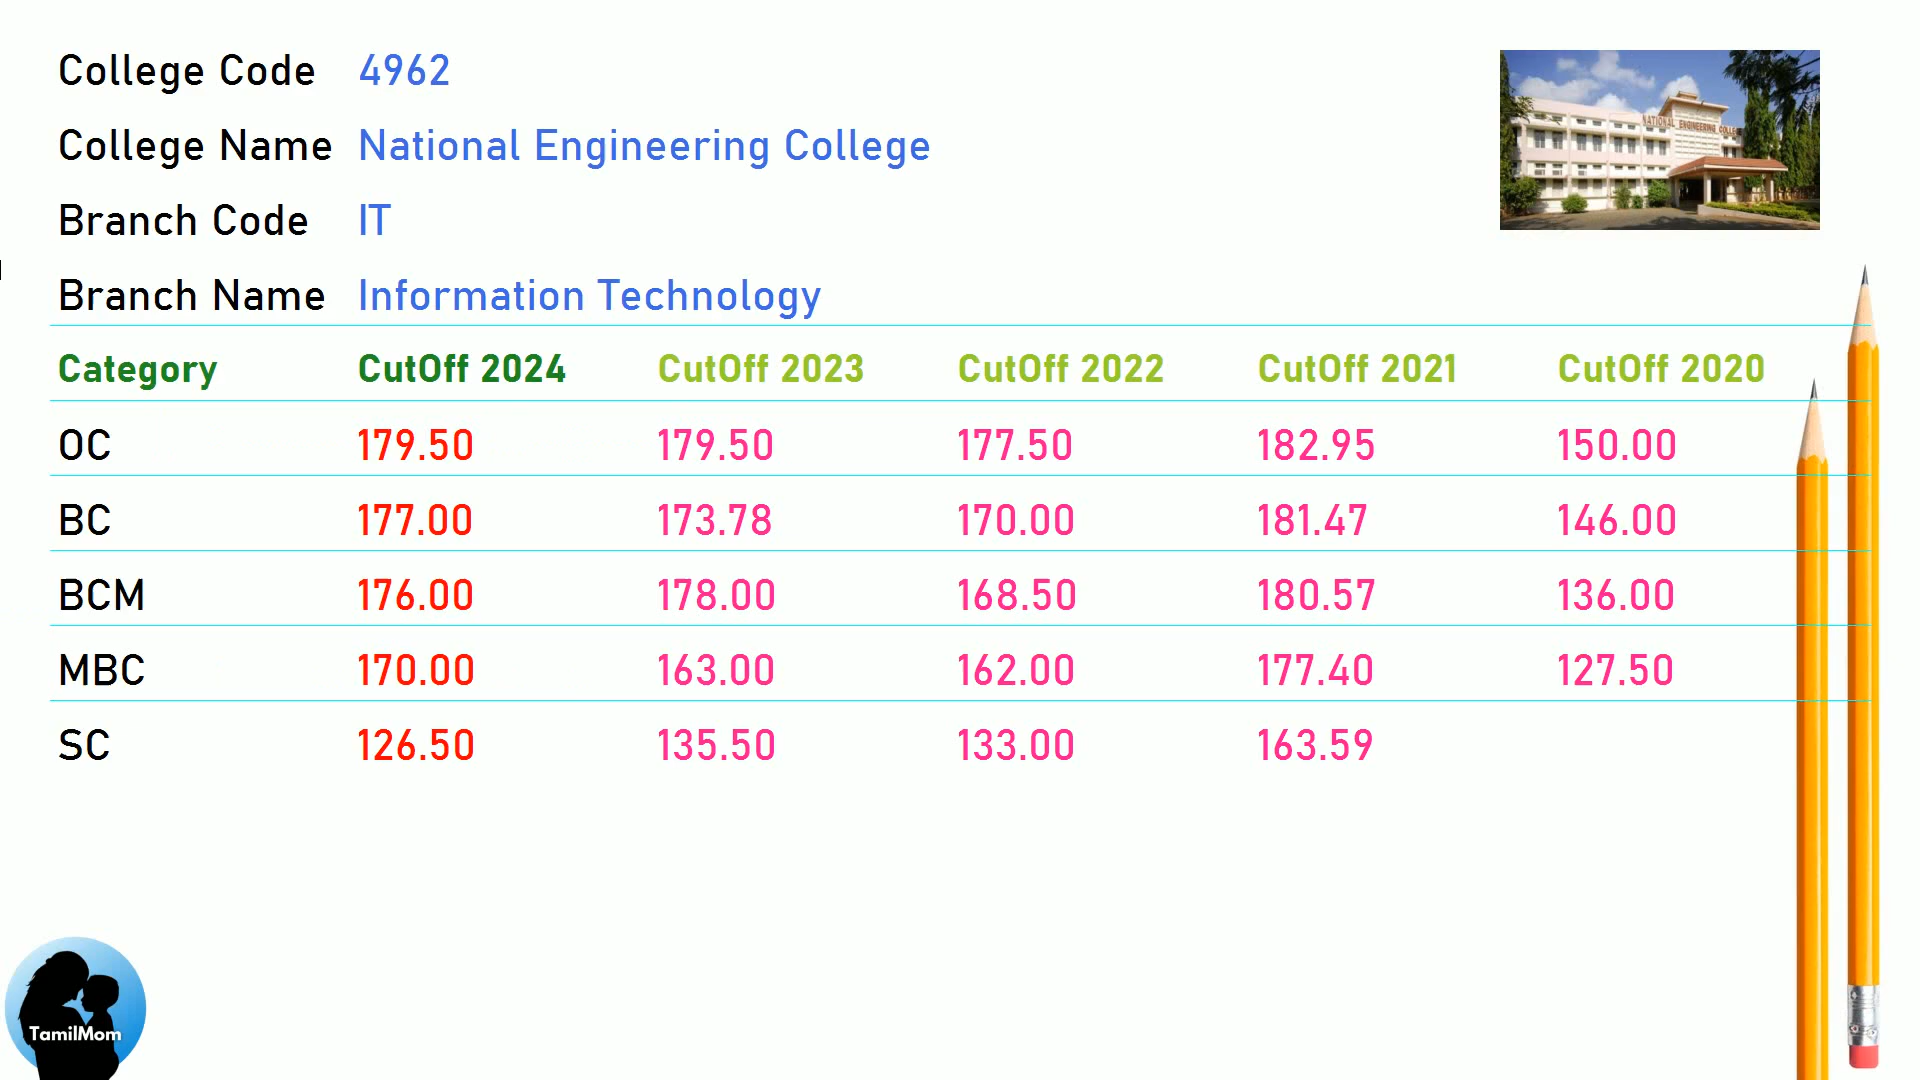 College Code 4962
College Name National Engineering College
Branch Code IT
Branch Name Information Technology
NATIONAL ENGINEERING COLLEGE
Category CutOff 2024 CutOff 2023 CutOff 2022 CutOff 2021 CutOff 2020
OC 179.50 179.50 177.50 182.95 150.00
BC 177.00 173.78 170.00 181.47 146.00
BCM 176.00 178.00 168.50 180.57 136.00
MBC 170.00 163.00 162.00 177.40 127.50
SC 126.50 135.50 133.00 163.59
TamilMom